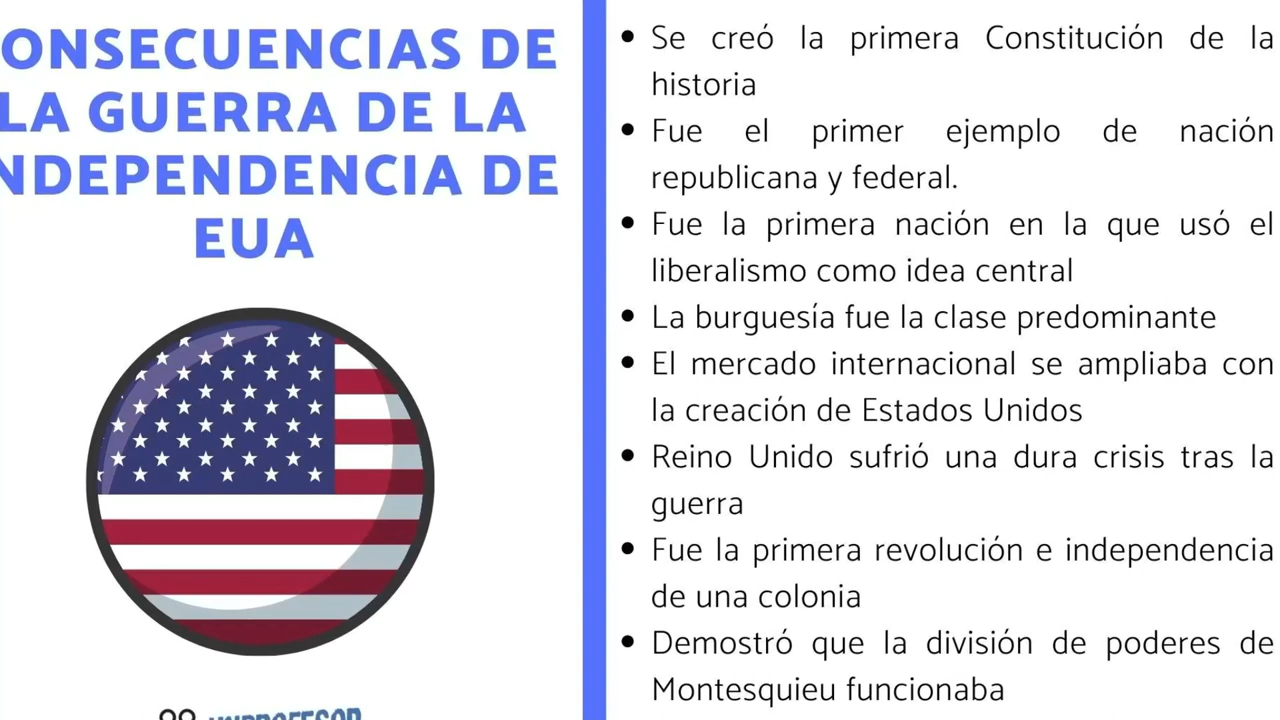 ONSECUENCIAS DE
LA GUERRA DE LA
NDEPENDENCIA DE
EUA
• Se creó la primera Constitución de la
historia
• Fue el primer ejemplo de nación
republicana y federal.
• Fue la primera nación en la que usó el
liberalismo como idea central
• La burguesía fue la clase predominante
• El mercado internacional se ampliaba con
la creación de Estados Unidos
• Reino Unido sufrió una dura crisis tras la
guerra
• Fue la primera revolución e independencia
de una colonia
• Demostró que la división de poderes de
Montesquieu funcionaba